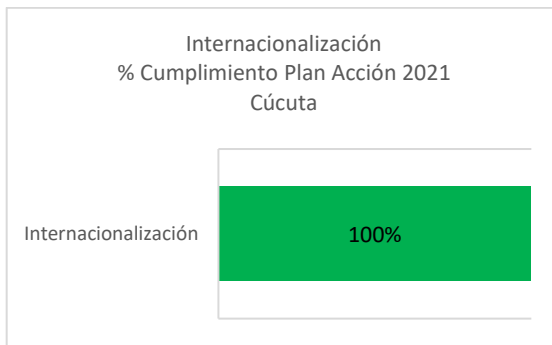 Internacionalización
% Cumplimiento Plan Acción 2021
Cúcuta
Internacionalización
100%